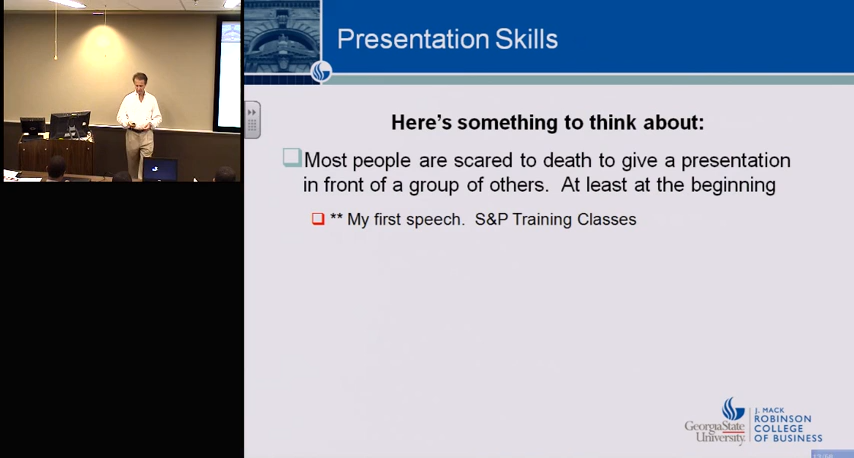 Presentation Skills
Here's something to think about:
Most people are scared to death to give a presentation
in front of a group of others. At least at the beginning
** My first speech. S&P Training Classes
GeorgiaState
University
J. MACK
ROBINSON
COLLEGE
OF BUSINESS